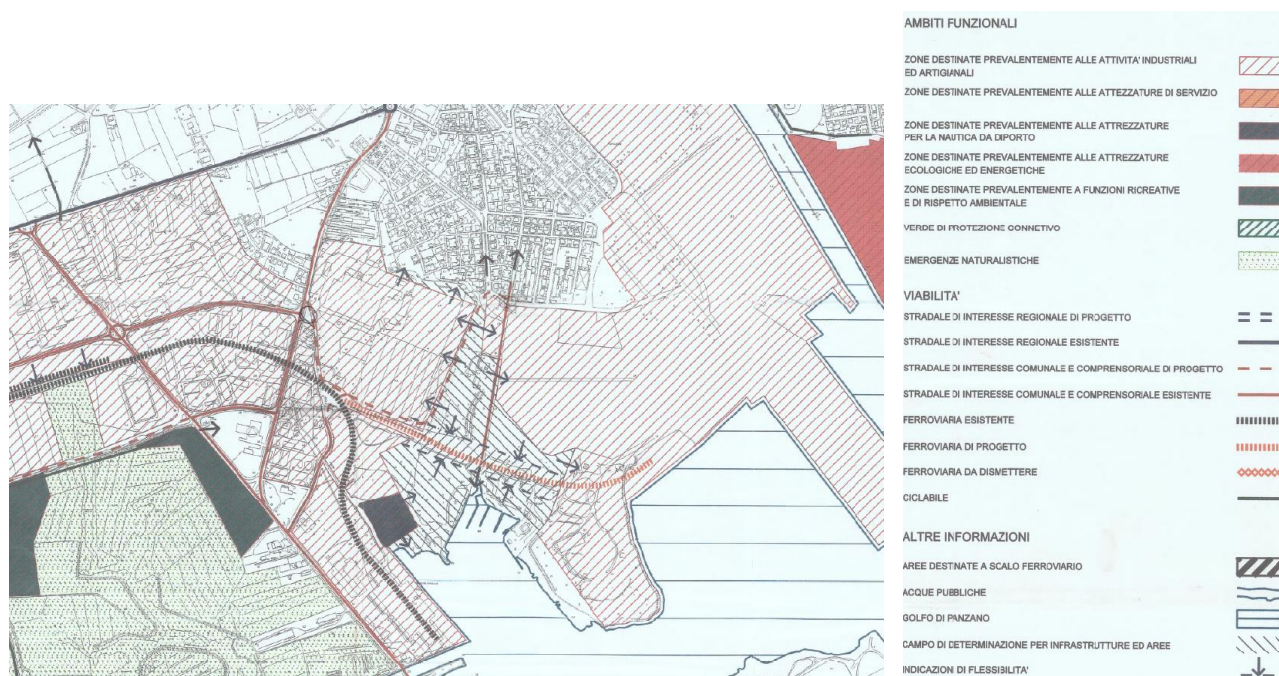 AMBITI FUNZIONALI
ZONE DESTINATE PREVALENTEMENTE ALLE ATTIVITA' INDUSTRIALI
ED ARTIGIANALI
ZONE DESTINATE PREVALENTEMENTE ALLE ATTEZZATURE DI SERVIZIO
ZONE DESTINATE PREVALENTEMENTE ALLE ATTREZZATURE
PER LA NAUTICA DA DIPORTO
ZONE DESTINATE PREVALENTEMENTE ALLE ATTREZZATURE
ECOLOGICHE ED ENERGETICHE
ZONE DESTINATE PREVALENTEMENTE A FUNZIONI RICREATIVE
E DI RISPETTO AMBIENTALE
VERDE DI PROTEZIONE CONNETIVO
EMERGENZE NATURALISTICHE
VIABILITA'
STRADALE DI INTERESSE REGIONALE DI PROGETTO
STRADALE DI INTERESSE REGIONALE ESISTENTE
STRADALE DI INTERESSE COMUNALE E COMPRENSORIALE DI PROGETTO
STRADALE DI INTERESSE COMUNALE E COMPRENSORIALE ESISTENTE
FERROVIARIA ESISTENTE
FERROVIARIA DI PROGETTO
FERROVIARIA DA DISMETTERE
CICLABILE
ALTRE INFORMAZIONI
AREE DESTINATE A SCALO FERROVIARIO
ACQUE PUBBLICHE
GOLFO DI PANZANO
CAMPO DI DETERMINAZIONE PER INFRASTRUTTURE ED AREE
INDICAZIONI DI FLESSIBILITA'